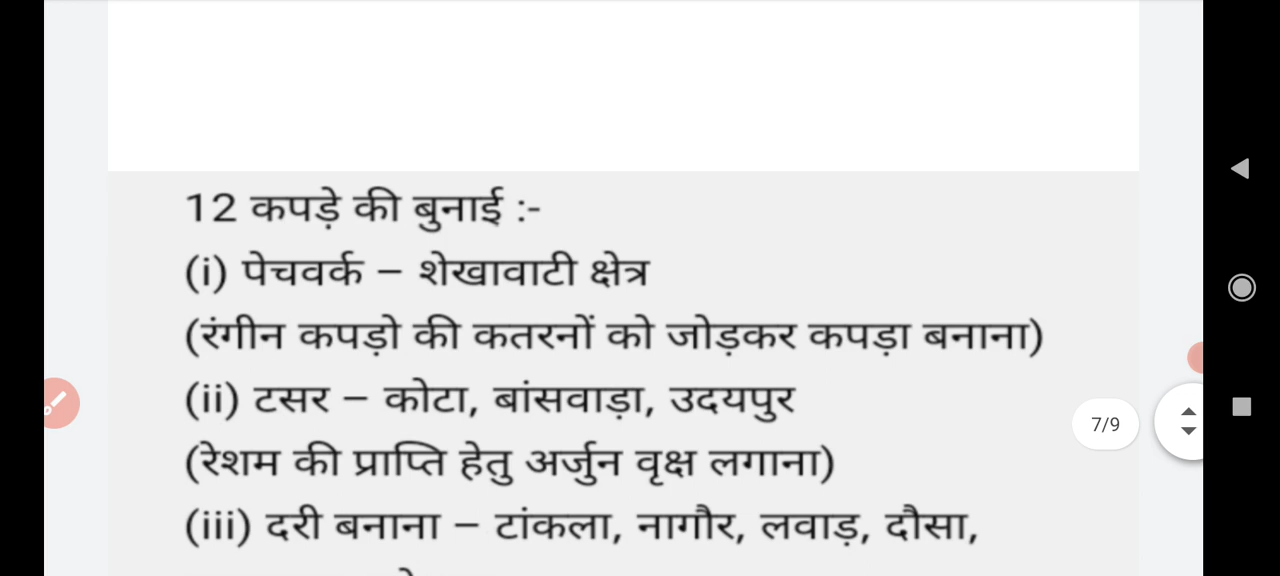 12 कपड़े की बुनाई :-
(i) पेचवर्क – शेखावाटी क्षेत्र
(रंगीन कपड़ो की कतरनों को जोड़कर कपड़ा बनाना)
(ii) टसर – कोटा, बांसवाड़ा, उदयपुर
(रेशम की प्राप्ति हेतु अर्जुन वृक्ष लगाना)
(iii) दरी बनाना – टांकला, नागौर, लवाड़, दौसा,
7/9